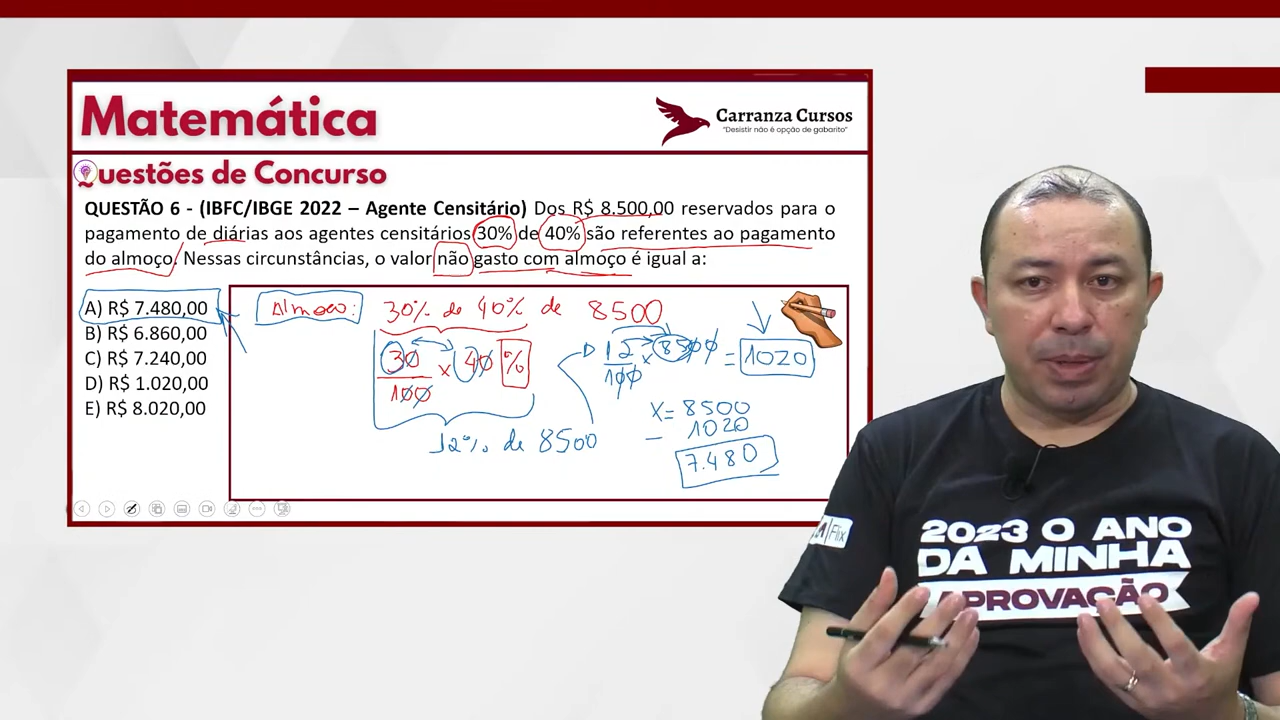 Matemática
Carranza Cursos
"Desistir não é opção de gabarito"
Questões de Concurso
QUESTÃO 6 - (IBFC/IBGE 2022 – Agente Censitário) Dos R$ 8.500,00 reservados para o
pagamento de diárias aos agentes censitários 30% de 40% são referentes ao pagamento
do almoço. Nessas circunstâncias, o valor não gasto com almoço é igual a:
A) R$ 7.480,00
B) R$ 6.860,00
C) R$ 7.240,00
D) R$ 1.020,00
E) R$ 8.020,00
Almoço: 30% de 40% de 8500
30/100 x 40 %
12/100 x 8500 = 1020
12% de 8500
x = 8500
- 1020
7.480
Flix
2023 O ANO
DA MINHA
APROVAÇÃO